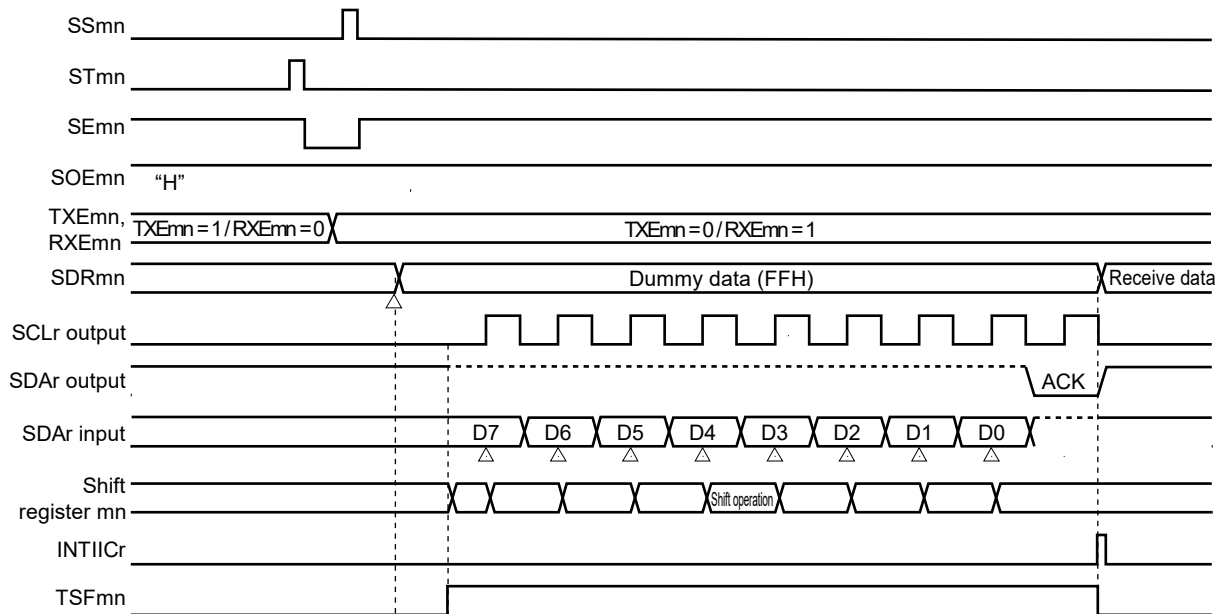 SSmn
STmn
SEmn
SOEmn
“H”
TXEmn,
RXEmn
TXEmn=1/RXEmn=0
TXEmn=0/RXEmn=1
SDRmn
Dummy data (FFH)
Receive data
SCLr output
SDAr output
ACK
SDAr input
D7 D6 D5 D4 D3 D2 D1 D0
Shift
register mn
Shift operation
INTIICr
TSFmn